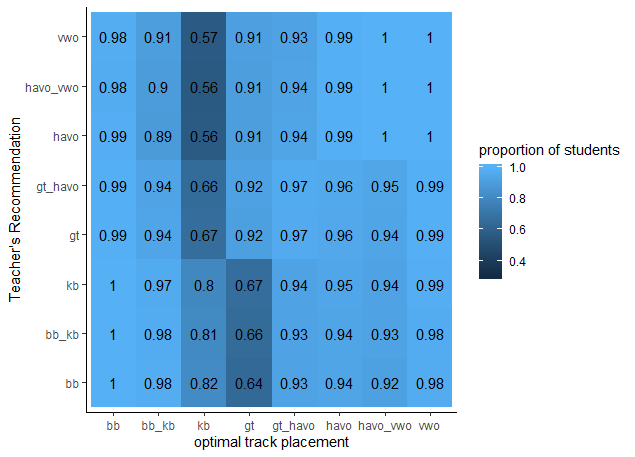 Teacher's Recommendation
vwo 0.98 0.91 0.57 0.91 0.93 0.99 1 1
havo_vwo 0.98 0.9 0.56 0.91 0.94 0.99 1 1
havo 0.99 0.89 0.56 0.91 0.94 0.99 1 1
gt_havo 0.99 0.94 0.66 0.92 0.97 0.96 0.95 0.99
gt 0.99 0.94 0.67 0.92 0.97 0.96 0.94 0.99
kb 1 0.97 0.8 0.67 0.94 0.95 0.94 0.99
bb_kb 1 0.98 0.81 0.66 0.93 0.94 0.93 0.98
bb 1 0.98 0.82 0.64 0.93 0.94 0.92 0.98
bb bb_kb kb gt gt_havo havo havo_vwo vwo
optimal track placement
proportion of students
1.0
0.8
0.6
0.4